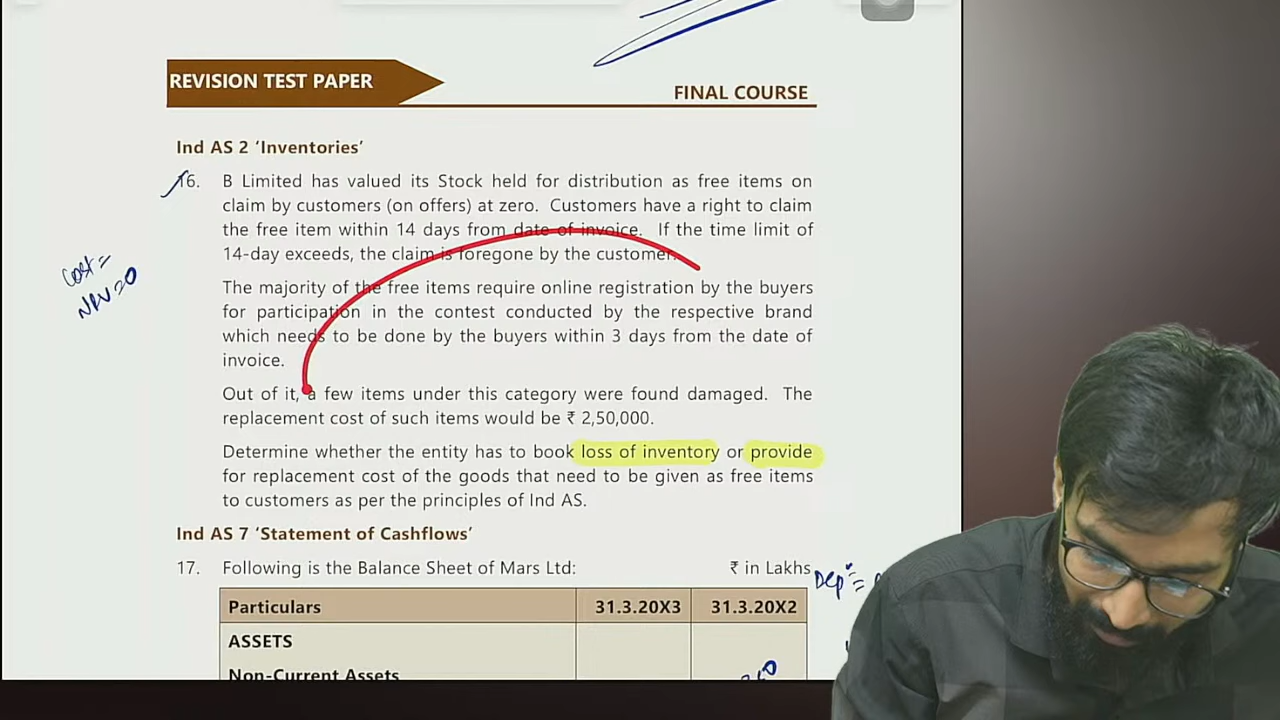 REVISION TEST PAPER
FINAL COURSE
Ind AS 2 ‘Inventories’
16. B Limited has valued its Stock held for distribution as free items on
claim by customers (on offers) at zero. Customers have a right to claim
the free item within 14 days from date of invoice. If the time limit of
14-day exceeds, the claim is foregone by the customer.
Cost=
NRV=0
The majority of the free items require online registration by the buyers
for participation in the contest conducted by the respective brand
which needs to be done by the buyers within 3 days from the date of
invoice.
Out of it, a few items under this category were found damaged. The
replacement cost of such items would be ₹ 2,50,000.
Determine whether the entity has to book loss of inventory or provide
for replacement cost of the goods that need to be given as free items
to customers as per the principles of Ind AS.
Ind AS 7 ‘Statement of Cashflows’
17. Following is the Balance Sheet of Mars Ltd: ₹ in Lakhs
Dep
Particulars 31.3.20X3 31.3.20X2
ASSETS
Non-Current Assets